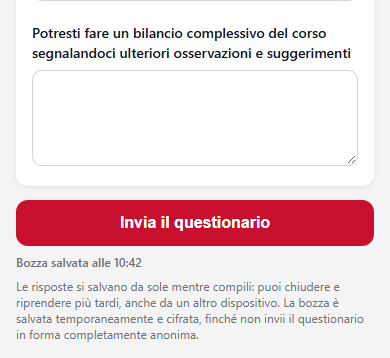 Potresti fare un bilancio complessivo del corso
segnalandoci ulteriori osservazioni e suggerimenti
Invia il questionario
Bozza salvata alle 10:42
Le risposte si salvano da sole mentre compili: puoi chiudere e
riprendere più tardi, anche da un altro dispositivo. La bozza è
salvata temporaneamente e cifrata, finché non invii il questionario
in forma completamente anonima.